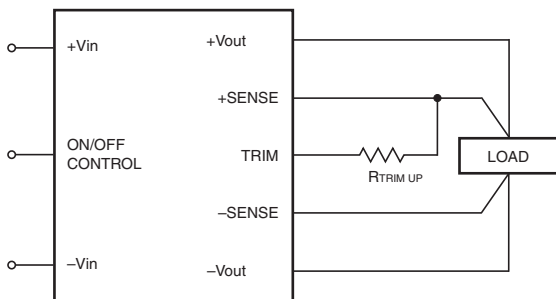 +Vin
+Vout
+SENSE
ON/OFF
CONTROL
TRIM
RTRIM UP
LOAD
–SENSE
–Vin
–Vout